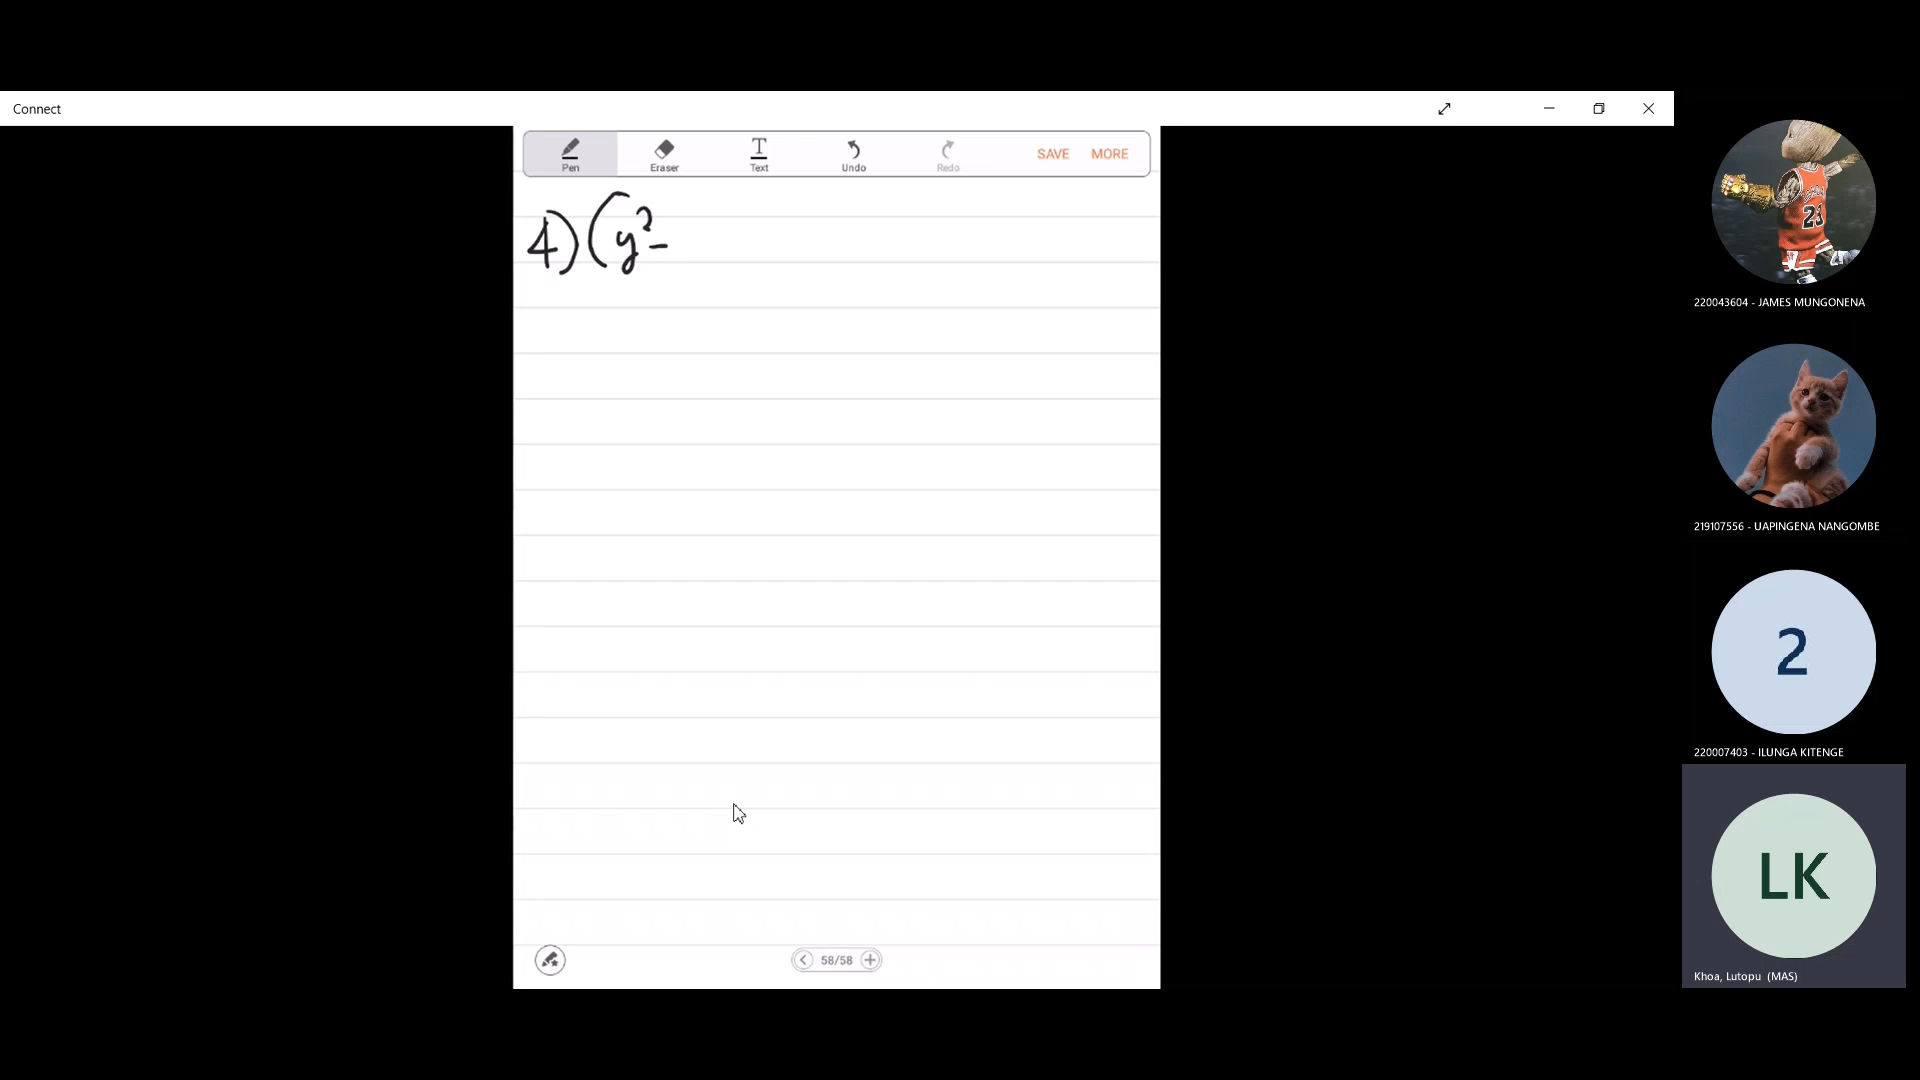 Connect
Pen
Eraser
Text
Undo
Redo
SAVE
MORE
4) (y²-
23
220043604 - JAMES MUNGONENA
219107556 - UAPINGENA NANGOMBE
2
220007403 - ILUNGA KITENGE
LK
Khoa, Lutopu (MAS)
58/58